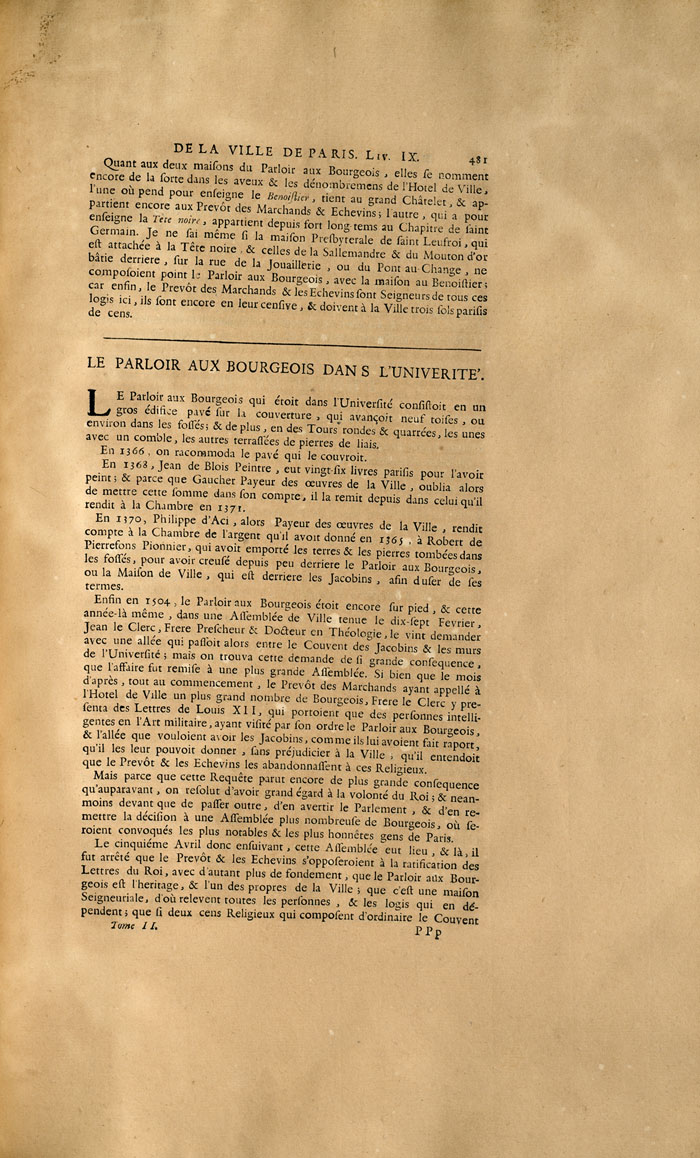 DE LA VILLE DE PARIS. Liv. IX. 481
Quant aux deux maiſons du Parloir aux Bourgeois, elles ſe nomment
encore de la ſorte dans les aveux & les dénombremens de l'Hotel de Ville,
l'une où pend pour enſeigne le Benoiſtier, tient au grand Châtelet, & ap-
partient encore aux Prevôt des Marchands & Echevins; l'autre, qui a pour
enſeigne la Tête noire, appartient depuis fort long-tems au Chapitre de ſaint
Germain. Je ne ſai même ſi la maiſon Preſbyterale de ſaint Leufroi, qui
eſt attachée à la Tête noire, & celles de la Sallemandre & du Mouton d'or
bâtie derriere, ſur la rue de la Jouaillerie, ou du Pont au Change, ne
compoſoient point le Parloir aux Bourgeois, avec la maiſon au Benoiſtier;
car enfin, le Prevôt des Marchands & les Echevins ſont Seigneurs de tous ces
logis ici, ils ſont encore en leur cenſive, & doivent à la Ville trois ſols pariſis
de cens.
LE PARLOIR AUX BOURGEOIS DANS L'UNIVERITE'.
LE Parloir aux Bourgeois qui étoit dans l'Univerſité conſiſtoit en un
gros édifice pavé ſur la couverture, qui avançoit neuf toiſes, ou
environ dans les foſſés; & de plus, en des Tours rondes & quarrées, les unes
avec un comble, les autres terraſſées de pierres de liais.
En 1366, on racommoda le pavé qui le couvroit.
En 1368, Jean de Blois Peintre, eut vingt-ſix livres pariſis pour l'avoir
peint; & parce que Gaucher Payeur des œuvres de la Ville, oublia alors
de mettre cette ſomme dans ſon compte, il la remit depuis dans celui qu'il
rendit à la Chambre en 1371.
En 1370, Philippe d'Aci, alors Payeur des œuvres de la Ville, rendit
compte à la Chambre de l'argent qu'il avoit donné en 1365, à Robert de
Pierrefons Pionnier, qui avoit emporté les terres & les pierres tombées dans
les foſſés, pour avoir creuſé depuis peu derriere le Parloir aux Bourgeois,
ou la Maiſon de Ville, qui eſt derriere les Jacobins, afin d'uſer de ſes
termes.
Enfin en 1504, le Parloir aux Bourgeois étoit encore ſur pied, & cette
année-là même, dans une Aſſemblée de Ville tenue le dix-ſept Fevrier,
Jean le Clerc, Frere Preſcheur & Docteur en Théologie, le vint demander
avec une allée qui paſſoit alors entre le Couvent des Jacobins & les murs
de l'Univerſité; mais on trouva cette demande de ſi grande conſequence,
que l'affaire fut remiſe à une plus grande Aſſemblée. Si bien que le mois
d'après, tout au commencement, le Prevôt des Marchands ayant appellé à
l'Hotel de Ville un plus grand nombre de Bourgeois, Frere le Clerc y pre-
ſenta des Lettres de Louis XII, qui portoient que des perſonnes intelli-
gentes en l'Art militaire, ayant viſité par ſon ordre le Parloir aux Bourgeois,
& l'allée que vouloient avoir les Jacobins, comme ils lui avoient fait raport,
qu'il les leur pouvoit donner, ſans préjudicier à la Ville; qu'il entendoit
que le Prevôt & les Echevins les abandonnaſſent à ces Religieux.
Mais parce que cette Requête parut encore de plus grande conſequence
qu'auparavant, on reſolut d'avoir grand égard à la volonté du Roi; & nean-
moins devant que de paſſer outre, d'en avertir le Parlement, & d'en re-
mettre la déciſion à une Aſſemblée plus nombreuſe de Bourgeois, où ſe-
roient convoqués les plus notables & les plus honnêtes gens de Paris.
Le cinquiéme Avril donc enſuivant, cette Aſſemblée eut lieu, & là, il
fut arrêté que le Prevôt & les Echevins s'oppoſeroient à la ratification des
Lettres du Roi, avec d'autant plus de fondement, que le Parloir aux Bour-
geois eſt l'heritage, & l'un des propres de la Ville; que c'eſt une maiſon
Seigneuriale, d'où relevent toutes les perſonnes, & les logis qui en dé-
pendent; que ſi deux cens Religieux qui compoſent d'ordinaire le Couvent
Tome II. PPp